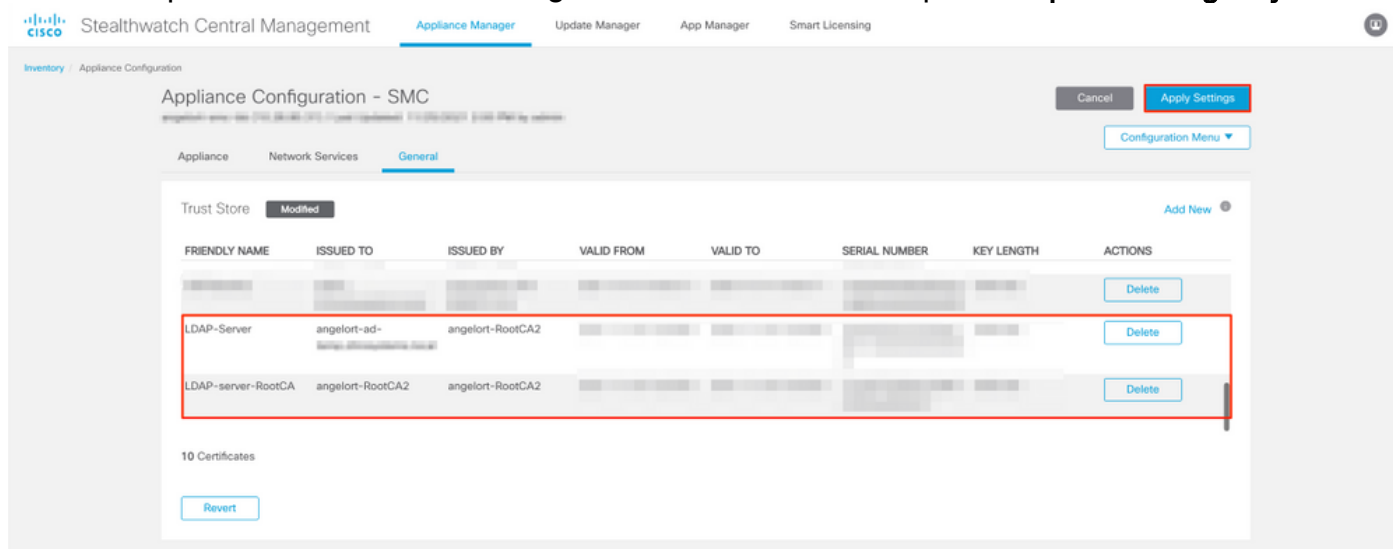 CISCO
Stealthwatch Central Management
Appliance Manager
Update Manager
App Manager
Smart Licensing
Inventory / Appliance Configuration
Appliance Configuration - SMC
Cancel
Apply Settings
Configuration Menu ▼
Appliance
Network Services
General
Trust Store
Modified
Add New
FRIENDLY NAME ISSUED TO ISSUED BY VALID FROM VALID TO SERIAL NUMBER KEY LENGTH ACTIONS
Delete
LDAP-Server angelort-ad- angelort-RootCA2 Delete
LDAP-server-RootCA angelort-RootCA2 angelort-RootCA2 Delete
10 Certificates
Revert